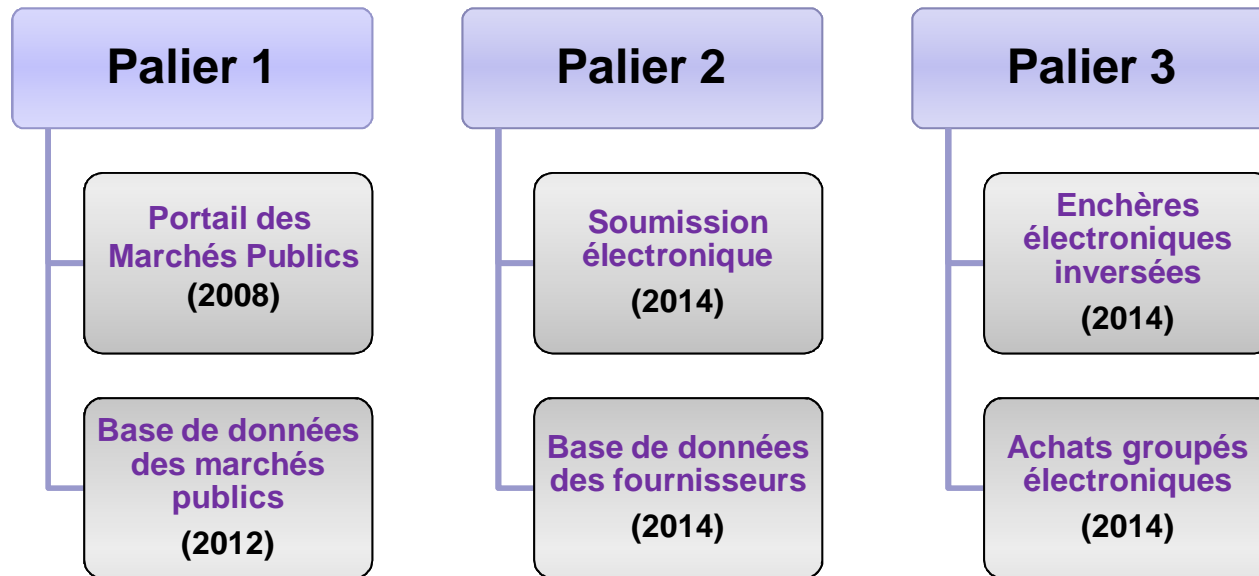 Palier 1
Portail des
Marchés Publics
(2008)
Base de données
des marchés
publics
(2012)
Palier 2
Soumission
électronique
(2014)
Base de données
des fournisseurs
(2014)
Palier 3
Enchères
électroniques
inversées
(2014)
Achats groupés
électroniques
(2014)